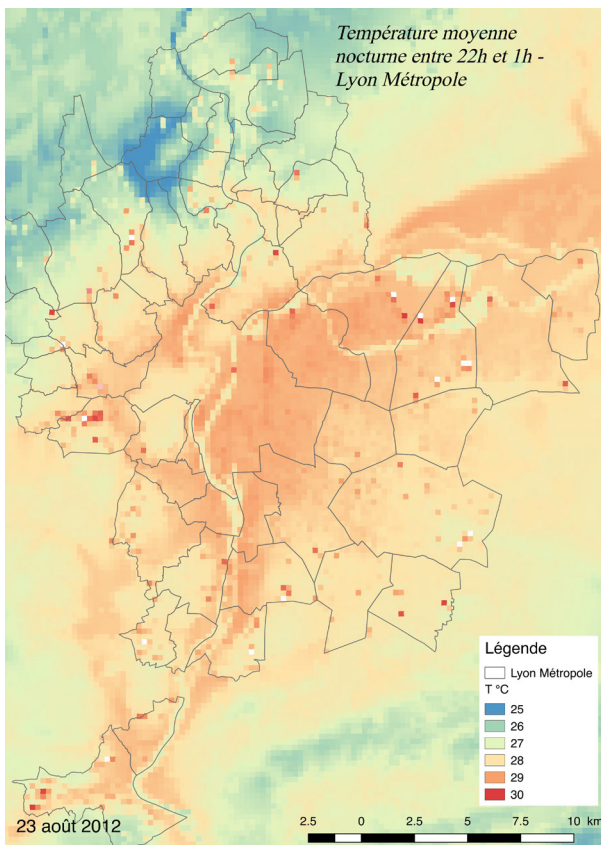 Température moyenne
nocturne entre 22h et 1h -
Lyon Métropole
Légende
Lyon Métropole
T °C
25
26
27
28
29
30
23 août 2012
2.5 0 2.5 5 7.5 10 km